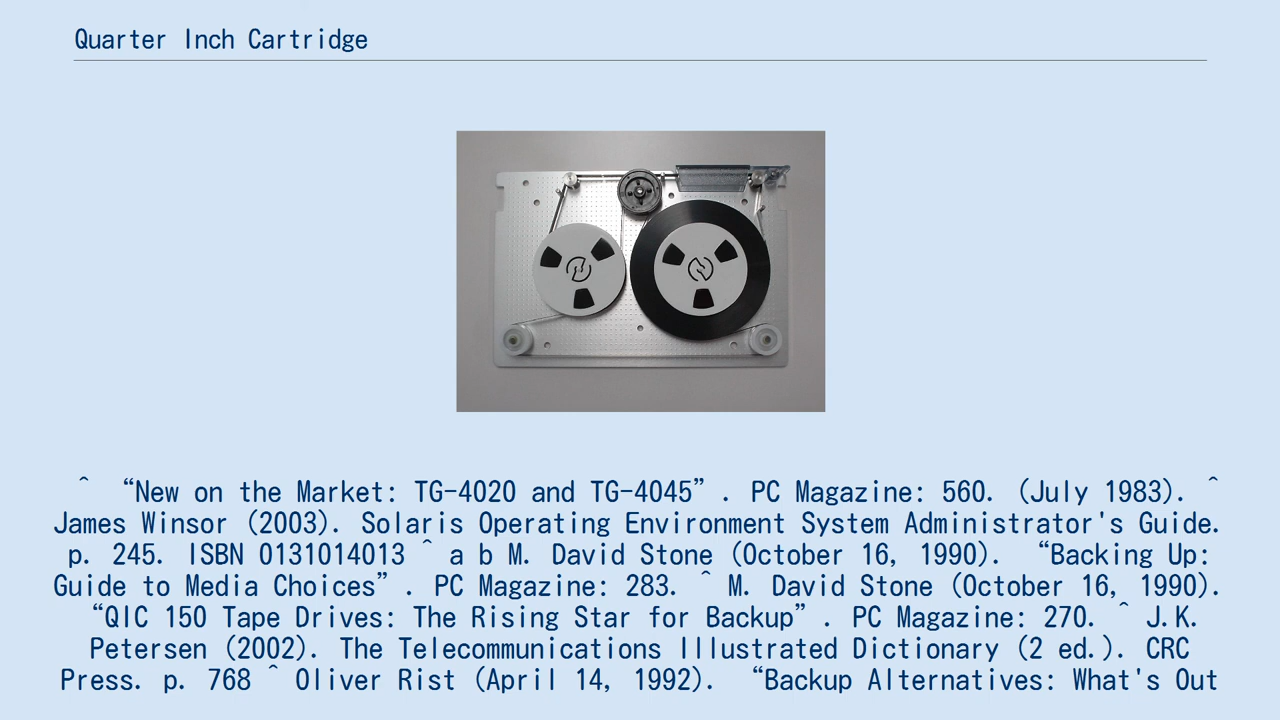 Quarter Inch Cartridge
^ “New on the Market: TG-4020 and TG-4045”. PC Magazine: 560. (July 1983). ^
James Winsor (2003). Solaris Operating Environment System Administrator's Guide.
p. 245. ISBN 0131014013 ^ a b M. David Stone (October 16, 1990). “Backing Up:
Guide to Media Choices”. PC Magazine: 283. ^ M. David Stone (October 16, 1990).
“QIC 150 Tape Drives: The Rising Star for Backup”. PC Magazine: 270. ^ J.K.
Petersen (2002). The Telecommunications Illustrated Dictionary (2 ed.). CRC
Press. p. 768 ^ Oliver Rist (April 14, 1992). “Backup Alternatives: What's Out